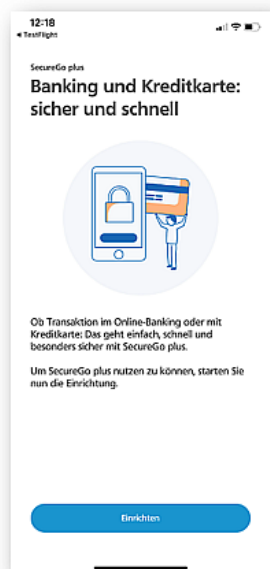 12:18
◀ TestFlight
SecureGo plus
Banking und Kreditkarte:
sicher und schnell
Ob Transaktion im Online-Banking oder mit
Kreditkarte: Das geht einfach, schnell und
besonders sicher mit SecureGo plus.
Um SecureGo plus nutzen zu können, starten Sie
nun die Einrichtung.
Einrichten